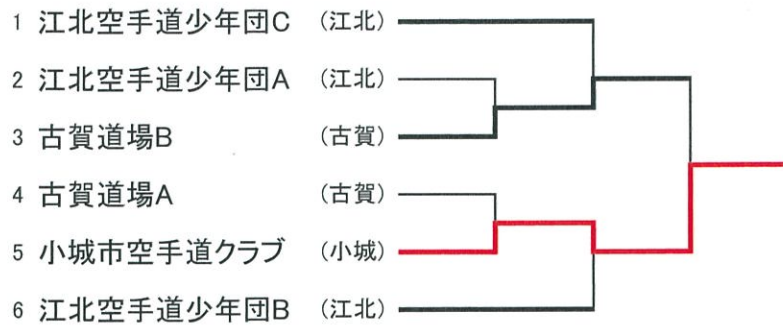 1 江北空手道少年団C (江北)
2 江北空手道少年団A (江北)
3 古賀道場B (古賀)
4 古賀道場A (古賀)
5 小城市空手道クラブ (小城)
6 江北空手道少年団B (江北)